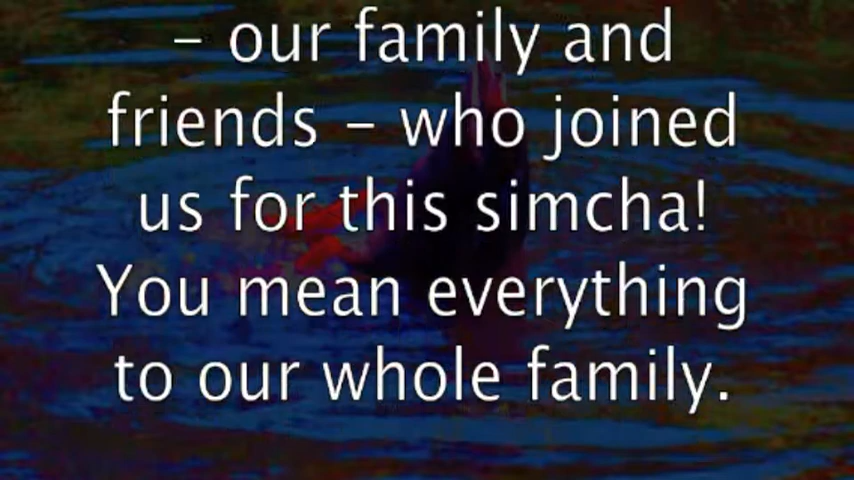 – our family and
friends – who joined
us for this simcha!
You mean everything
to our whole family.